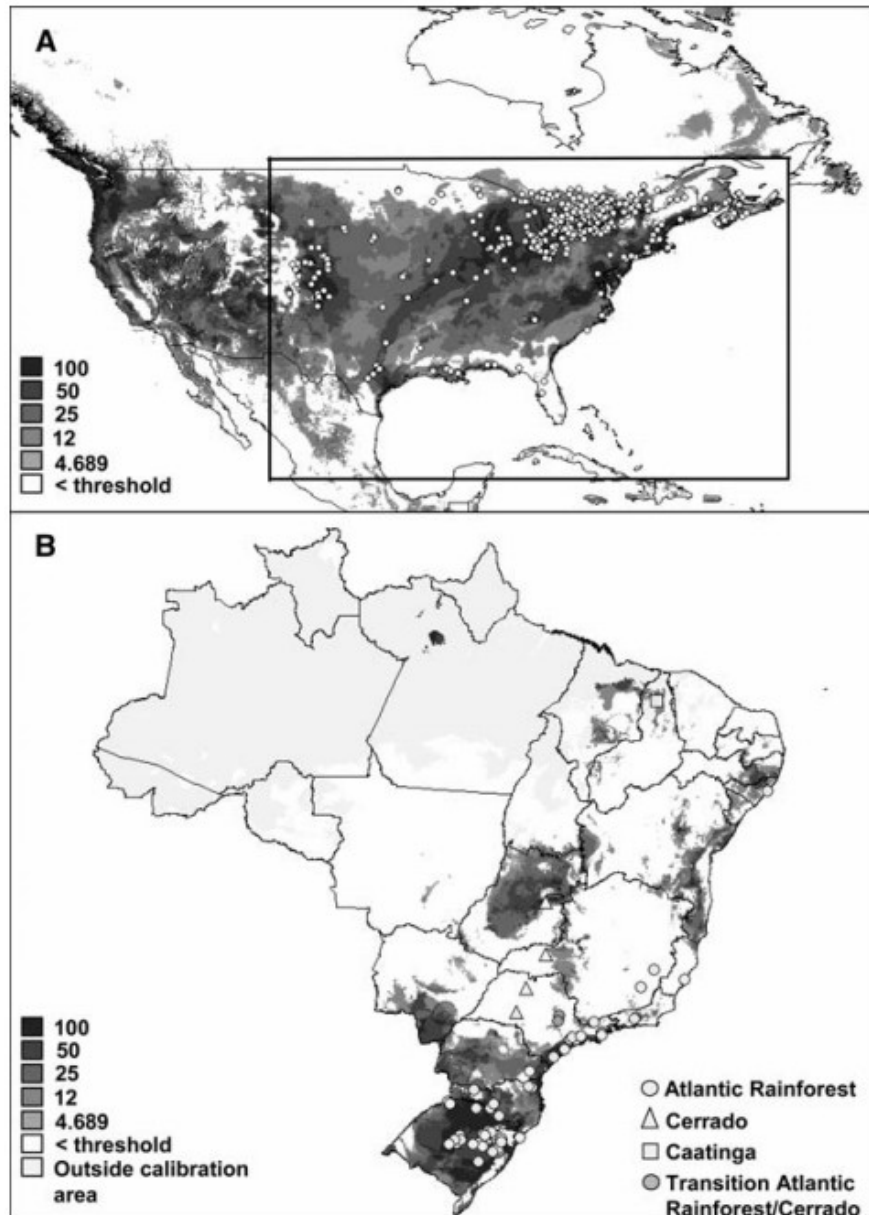 A
100
50
25
12
4.689
< threshold
B
100
50
25
12
4.689
< threshold
Outside calibration
area
Atlantic Rainforest
Cerrado
Caatinga
Transition Atlantic
Rainforest/Cerrado